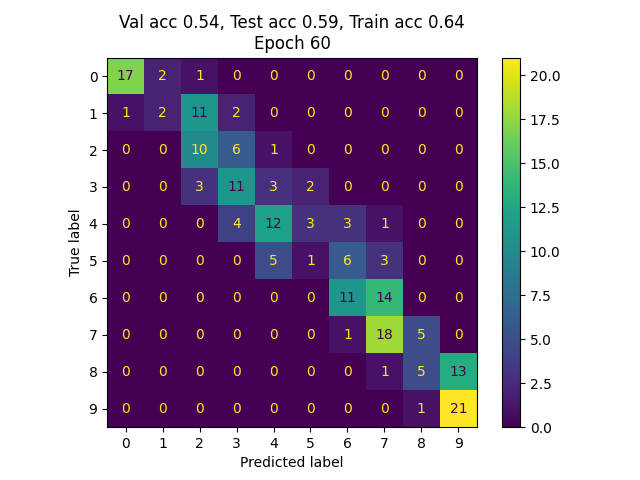 Val acc 0.54, Test acc 0.59, Train acc 0.64
Epoch 60
0 17 2 1 0 0 0 0 0 0 0
1 1 2 11 2 0 0 0 0 0 0
2 0 0 10 6 1 0 0 0 0 0
3 0 0 3 11 3 2 0 0 0 0
4 0 0 0 4 12 3 3 1 0 0
5 0 0 0 0 5 1 6 3 0 0
6 0 0 0 0 0 0 11 14 0 0
7 0 0 0 0 0 0 1 18 5 0
8 0 0 0 0 0 0 0 1 5 13
9 0 0 0 0 0 0 0 0 1 21
0 1 2 3 4 5 6 7 8 9
Predicted label
True label
20.0
17.5
15.0
12.5
10.0
7.5
5.0
2.5
0.0